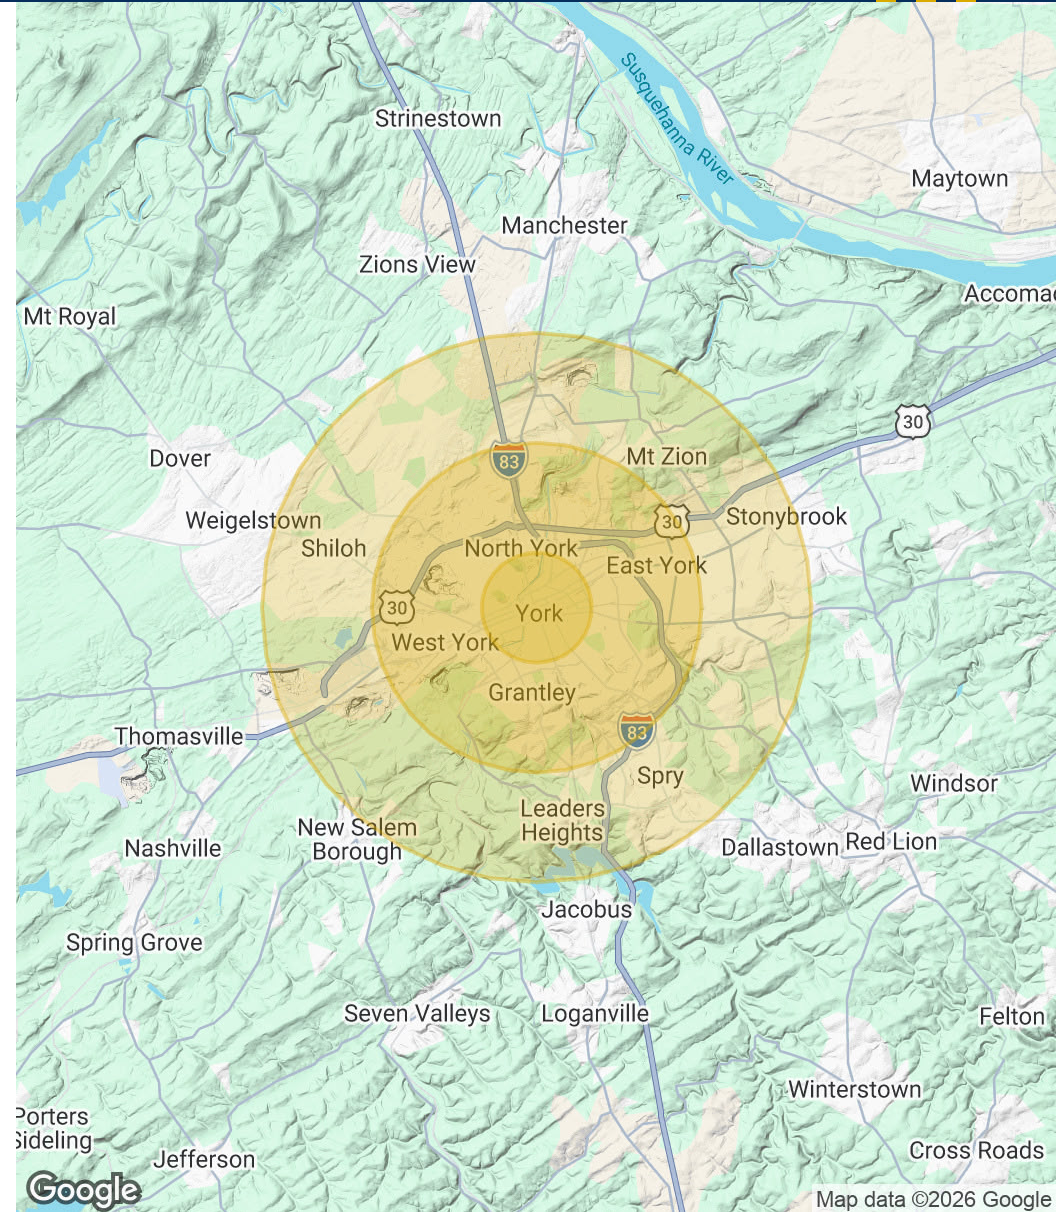 Susquehanna River
Strinestown
Maytown
Manchester
Zions View
Accomac
Mt Royal
30
Dover
Mt Zion
83
Weigelstown
Stonybrook
30
Shiloh
North York
East York
30
York
West York
Grantley
83
Thomasville
Spry
Windsor
Leaders
Heights
New Salem
Borough
Nashville
Dallastown
Red Lion
Jacobus
Spring Grove
Seven Valleys
Loganville
Felton
Winterstown
Porters
Sideling
Jefferson
Cross Roads
Google
Map data ©2026 Google